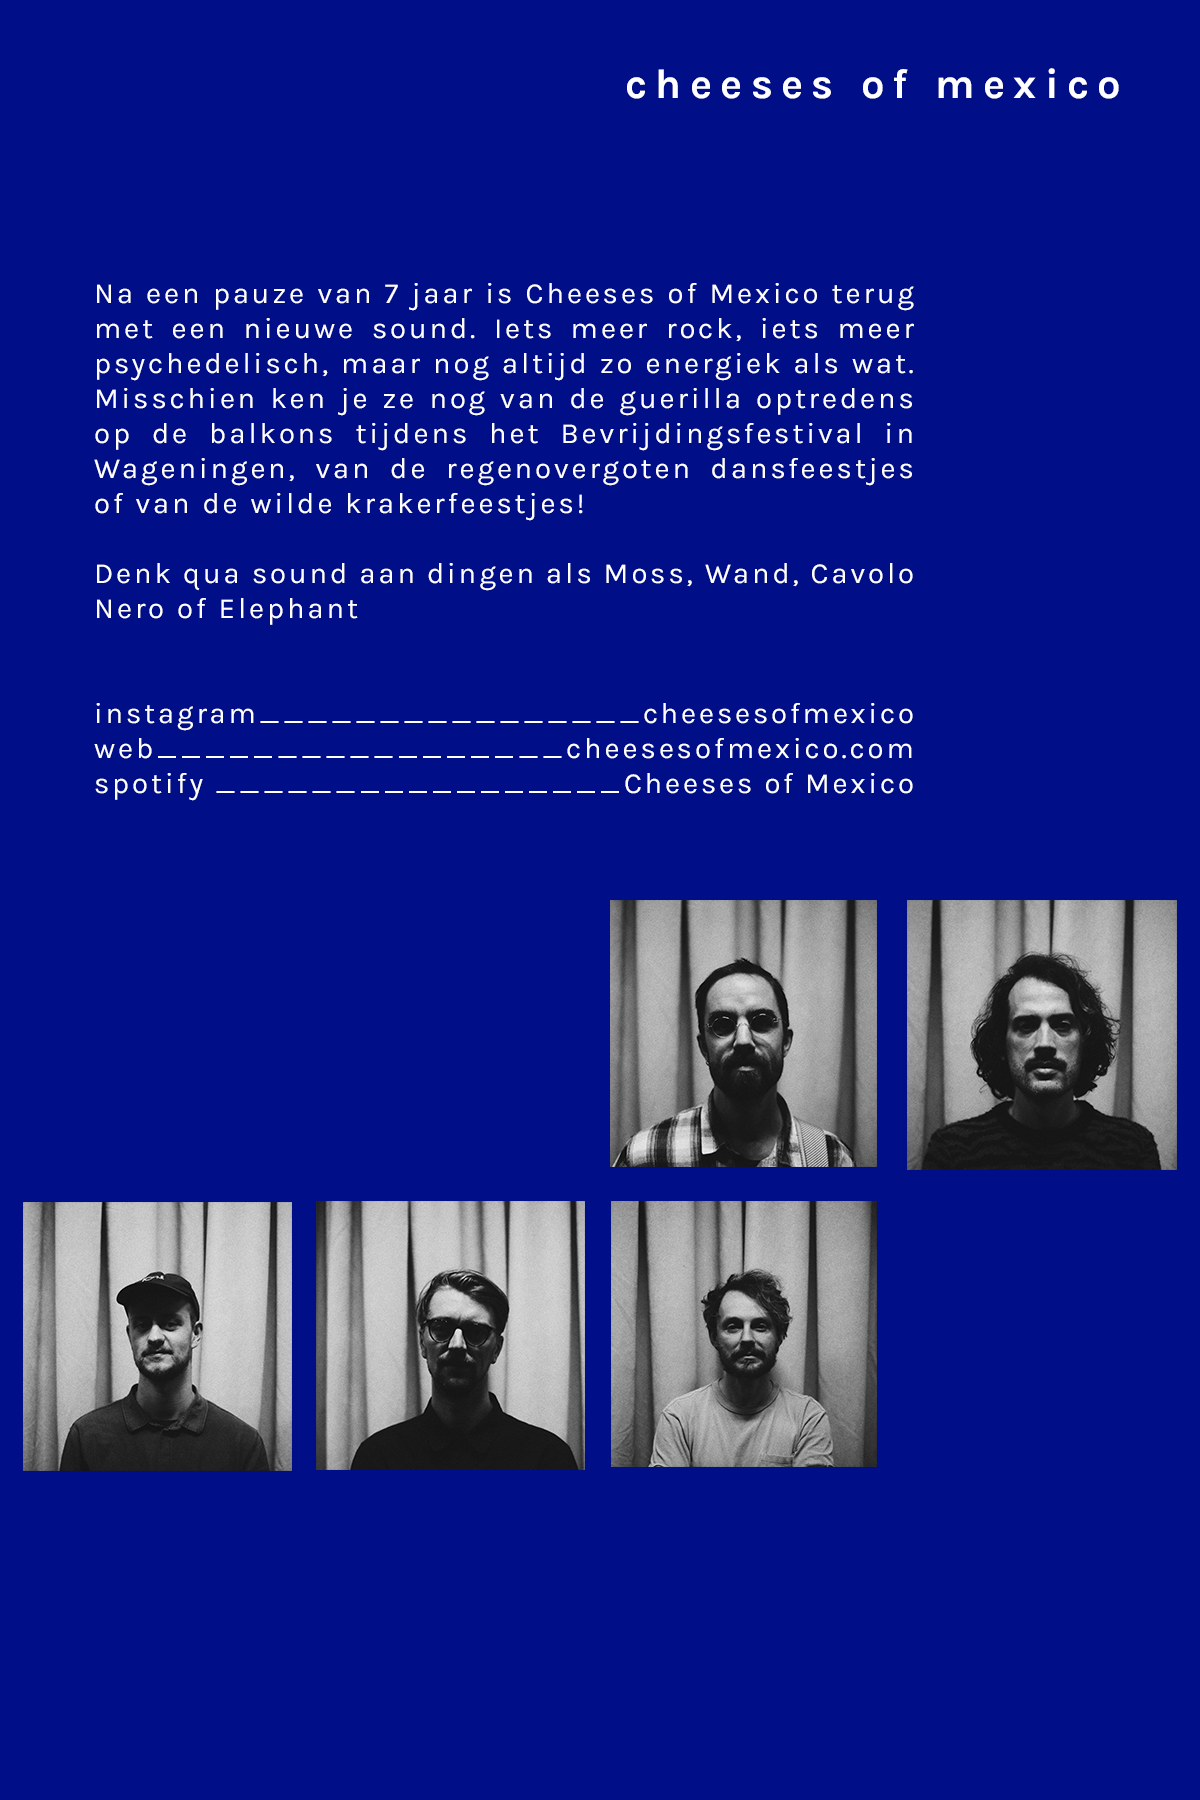 cheeses of mexico
Na een pauze van 7 jaar is Cheeses of Mexico terug
met een nieuwe sound. Iets meer rock, iets meer
psychedelisch, maar nog altijd zo energiek als wat.
Misschien ken je ze nog van de guerilla optredens
op de balkons tijdens het Bevrijdingsfestival in
Wageningen, van de regenovergoten dansfeestjes
of van de wilde krakerfeestjes!
Denk qua sound aan dingen als Moss, Wand, Cavolo
Nero of Elephant
instagram________________cheesesofmexico
web_________________cheesesofmexico.com
spotify _________________Cheeses of Mexico